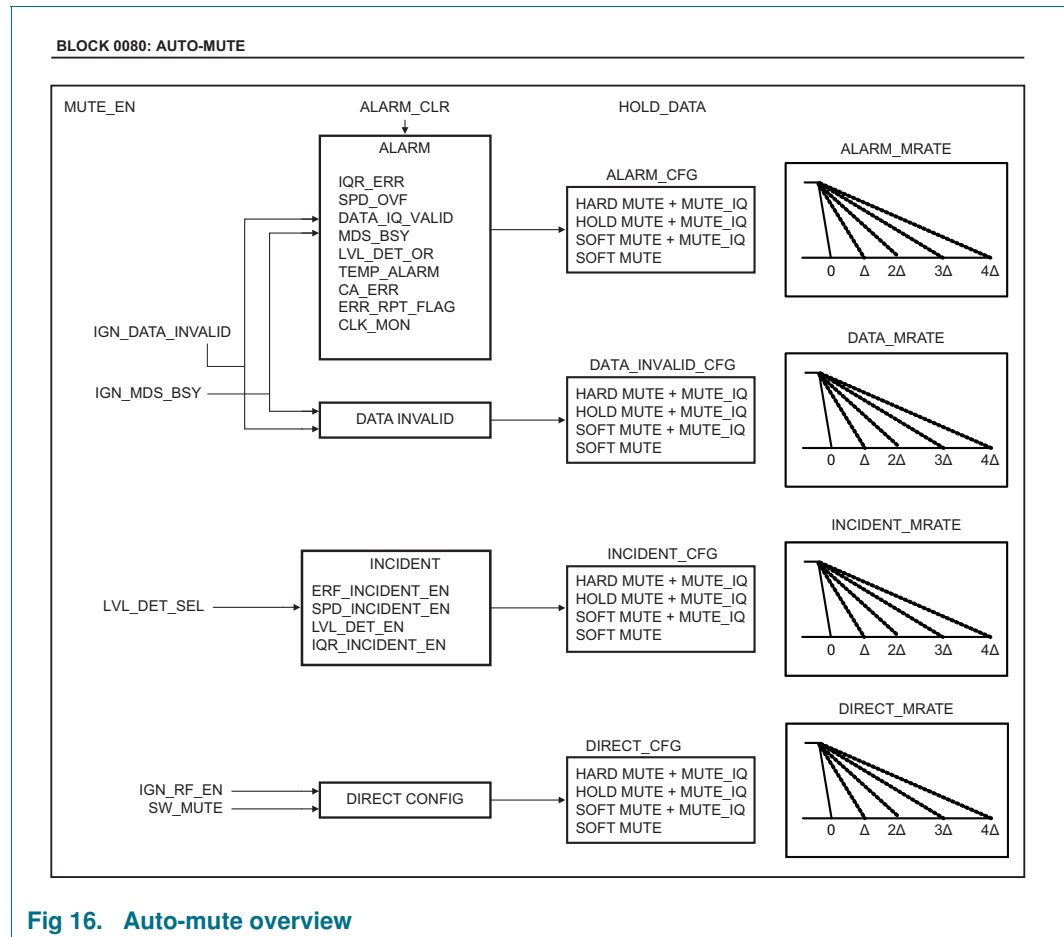 BLOCK 0080: AUTO-MUTE
MUTE_EN
ALARM_CLR
HOLD_DATA
ALARM
IQR_ERR
SPD_OVF
DATA_IQ_VALID
MDS_BSY
LVL_DET_OR
TEMP_ALARM
CA_ERR
ERR_RPT_FLAG
CLK_MON
ALARM_CFG
HARD MUTE + MUTE_IQ
HOLD MUTE + MUTE_IQ
SOFT MUTE + MUTE_IQ
SOFT MUTE
ALARM_MRATE
0 Δ 2Δ 3Δ 4Δ
IGN_DATA_INVALID
IGN_MDS_BSY
DATA INVALID
DATA_INVALID_CFG
HARD MUTE + MUTE_IQ
HOLD MUTE + MUTE_IQ
SOFT MUTE + MUTE_IQ
SOFT MUTE
DATA_MRATE
0 Δ 2Δ 3Δ 4Δ
LVL_DET_SEL
INCIDENT
ERF_INCIDENT_EN
SPD_INCIDENT_EN
LVL_DET_EN
IQR_INCIDENT_EN
INCIDENT_CFG
HARD MUTE + MUTE_IQ
HOLD MUTE + MUTE_IQ
SOFT MUTE + MUTE_IQ
SOFT MUTE
INCIDENT_MRATE
0 Δ 2Δ 3Δ 4Δ
IGN_RF_EN
SW_MUTE
DIRECT CONFIG
DIRECT_CFG
HARD MUTE + MUTE_IQ
HOLD MUTE + MUTE_IQ
SOFT MUTE + MUTE_IQ
SOFT MUTE
DIRECT_MRATE
0 Δ 2Δ 3Δ 4Δ
Fig 16. Auto-mute overview